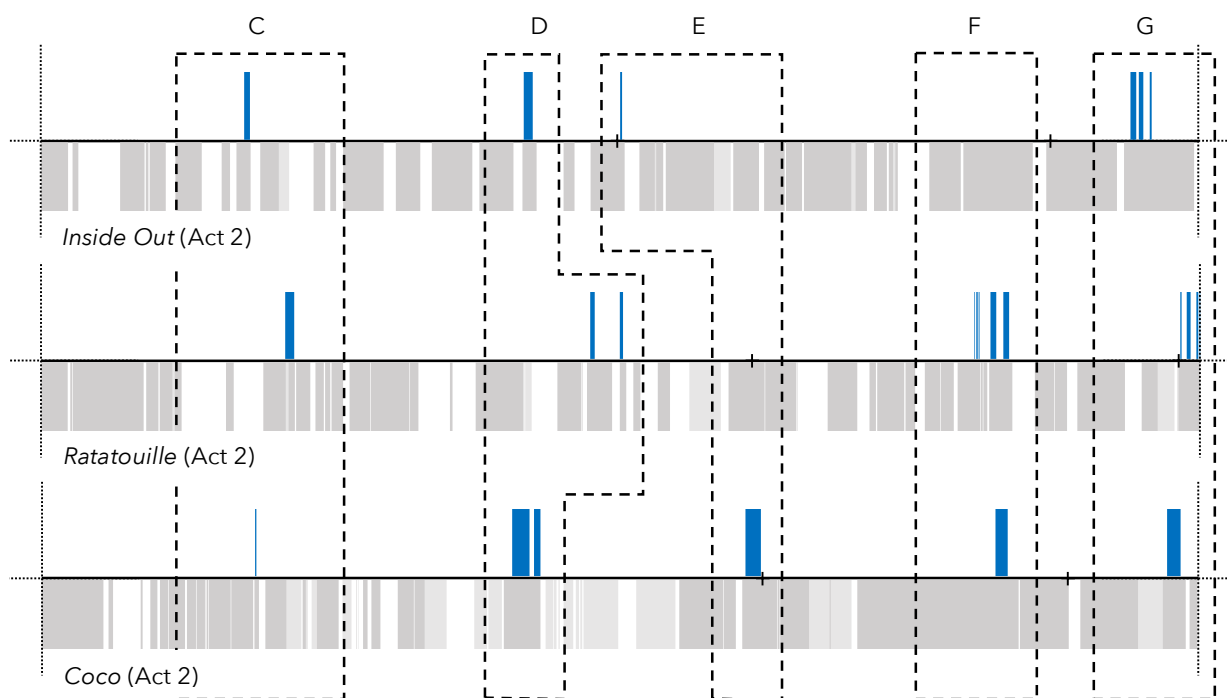 C D E F G
Inside Out (Act 2)
Ratatouille (Act 2)
Coco (Act 2)